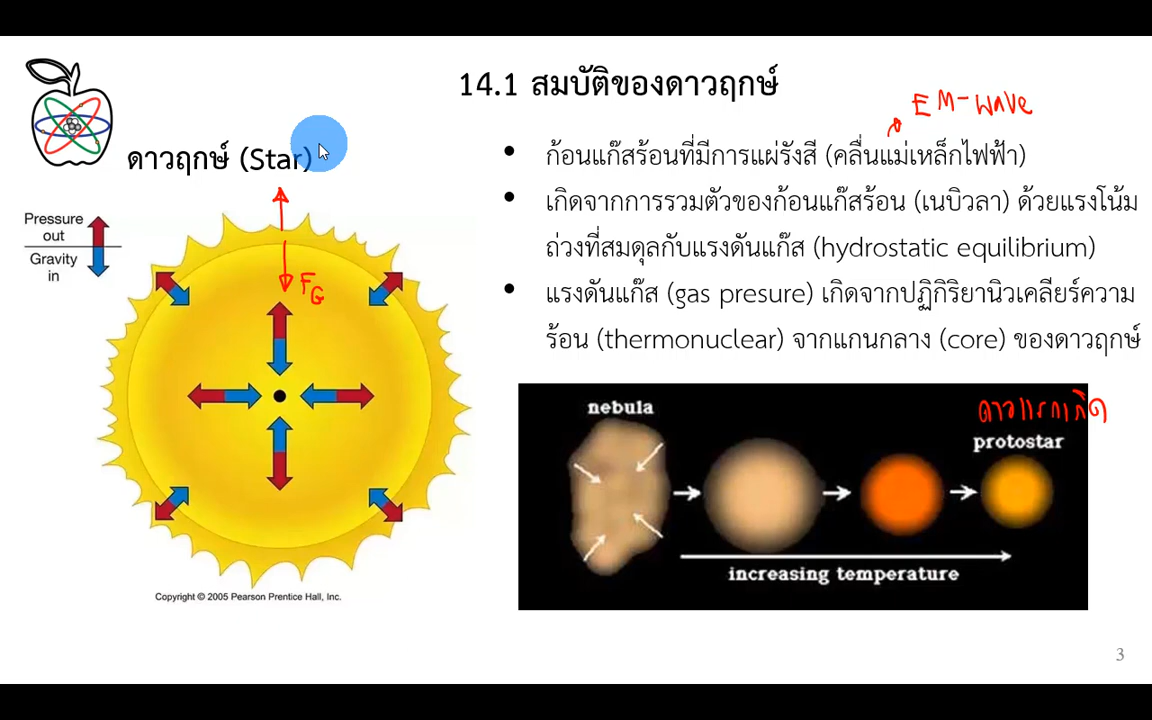 14.1 สมบัติของดาวฤกษ์
EM-wave
ดาวฤกษ์ (Star)
Pressure
out
Gravity
in
F_G
Copyright © 2005 Pearson Prentice Hall, Inc.
• ก้อนแก๊สร้อนที่มีการแผ่รังสี (คลื่นแม่เหล็กไฟฟ้า)
• เกิดจากการรวมตัวของก้อนแก๊สร้อน (เนบิวลา) ด้วยแรงโน้ม
ถ่วงที่สมดุลกับแรงดันแก๊ส (hydrostatic equilibrium)
• แรงดันแก๊ส (gas presure) เกิดจากปฏิกิริยานิวเคลียร์ความ
ร้อน (thermonuclear) จากแกนกลาง (core) ของดาวฤกษ์
nebula
ดาวแรกเกิด
protostar
increasing temperature
3